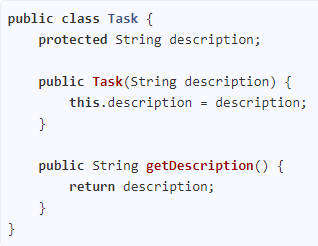 public class Task {
    protected String description;

    public Task(String description) {
        this.description = description;
    }

    public String getDescription() {
        return description;
    }
}